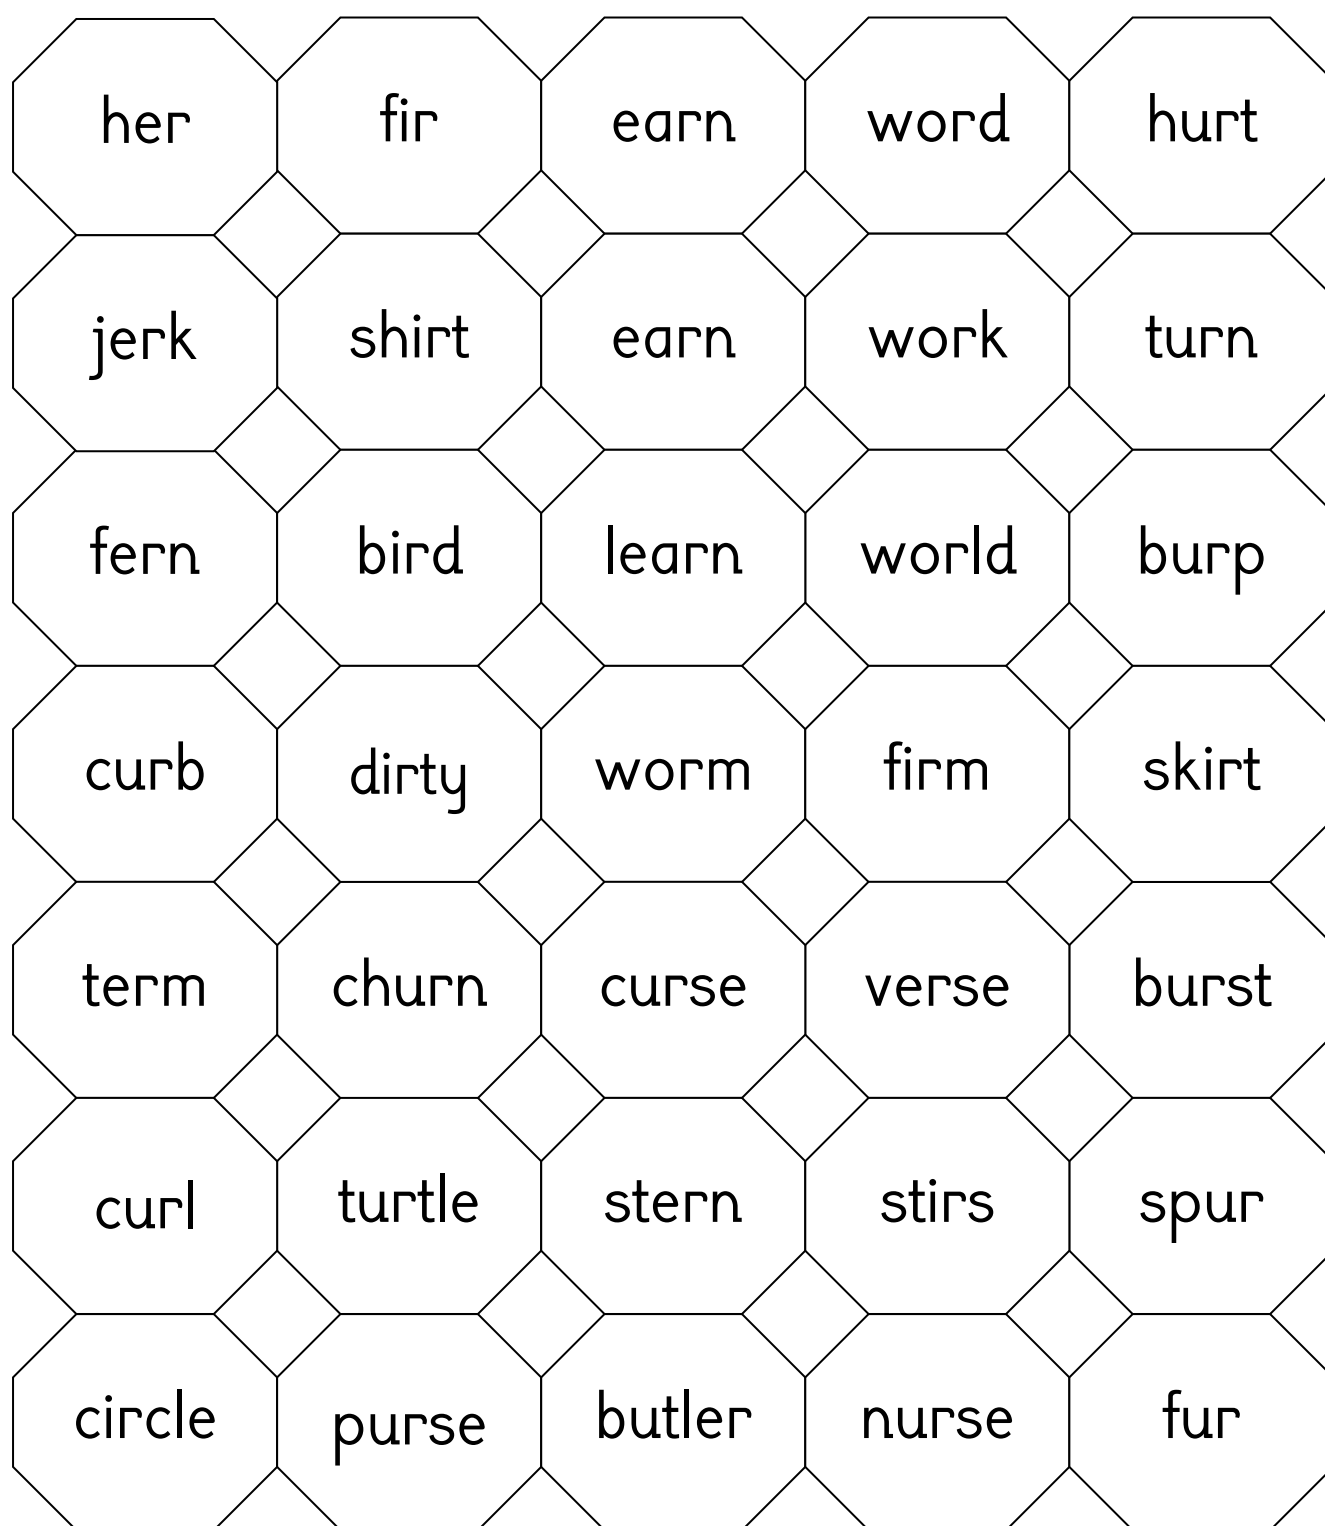 her fir earn word hurt
jerk shirt earn work turn
fern bird learn world burp
curb dirty worm firm skirt
term churn curse verse burst
curl turtle stern stirs spur
circle purse butler nurse fur